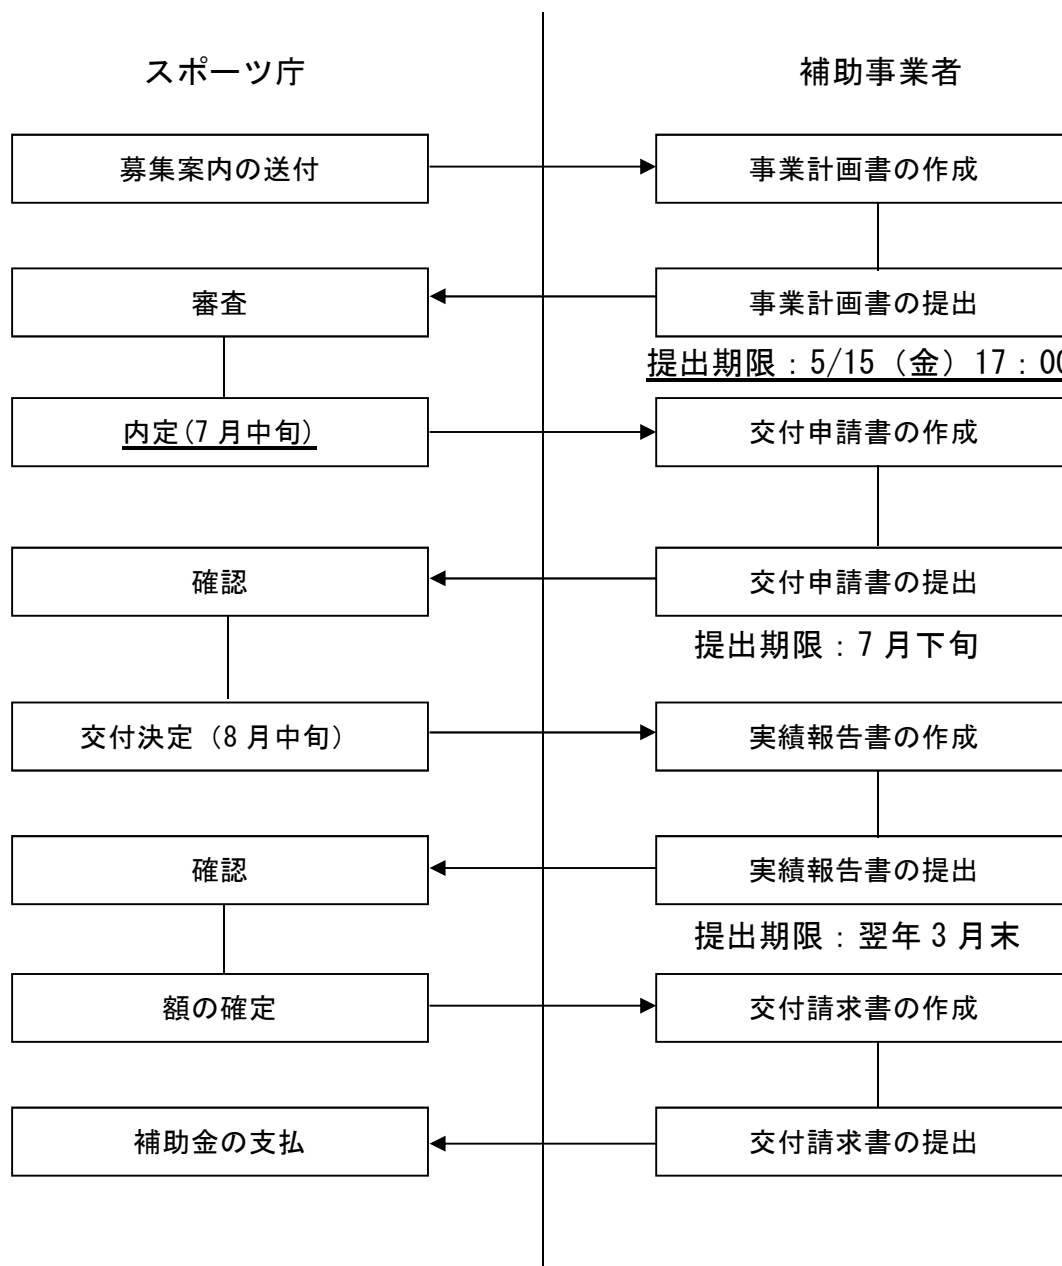 スポーツ庁
補助事業者
募集案内の送付
事業計画書の作成
審査
事業計画書の提出
提出期限：5/15（金）17：00
内定(7月中旬)
交付申請書の作成
確認
交付申請書の提出
提出期限：7月下旬
交付決定（8月中旬）
実績報告書の作成
確認
実績報告書の提出
提出期限：翌年3月末
額の確定
交付請求書の作成
補助金の支払
交付請求書の提出